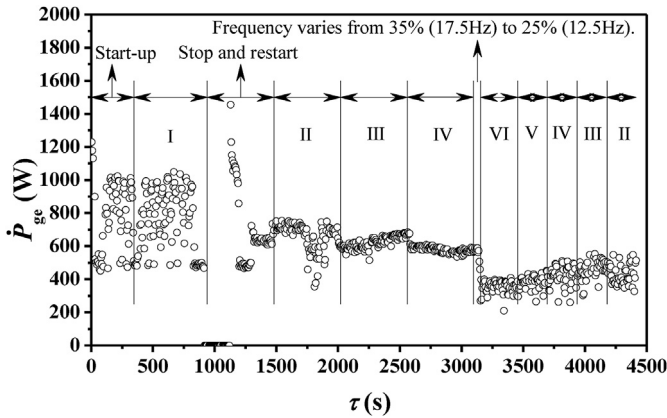 Frequency varies from 35% (17.5Hz) to 25% (12.5Hz).
Start-up Stop and restart
I II III IV VI V IV III II
Ṗge (W)
2000
1800
1600
1400
1200
1000
800
600
400
200
0
0 500 1000 1500 2000 2500 3000 3500 4000 4500
τ (s)